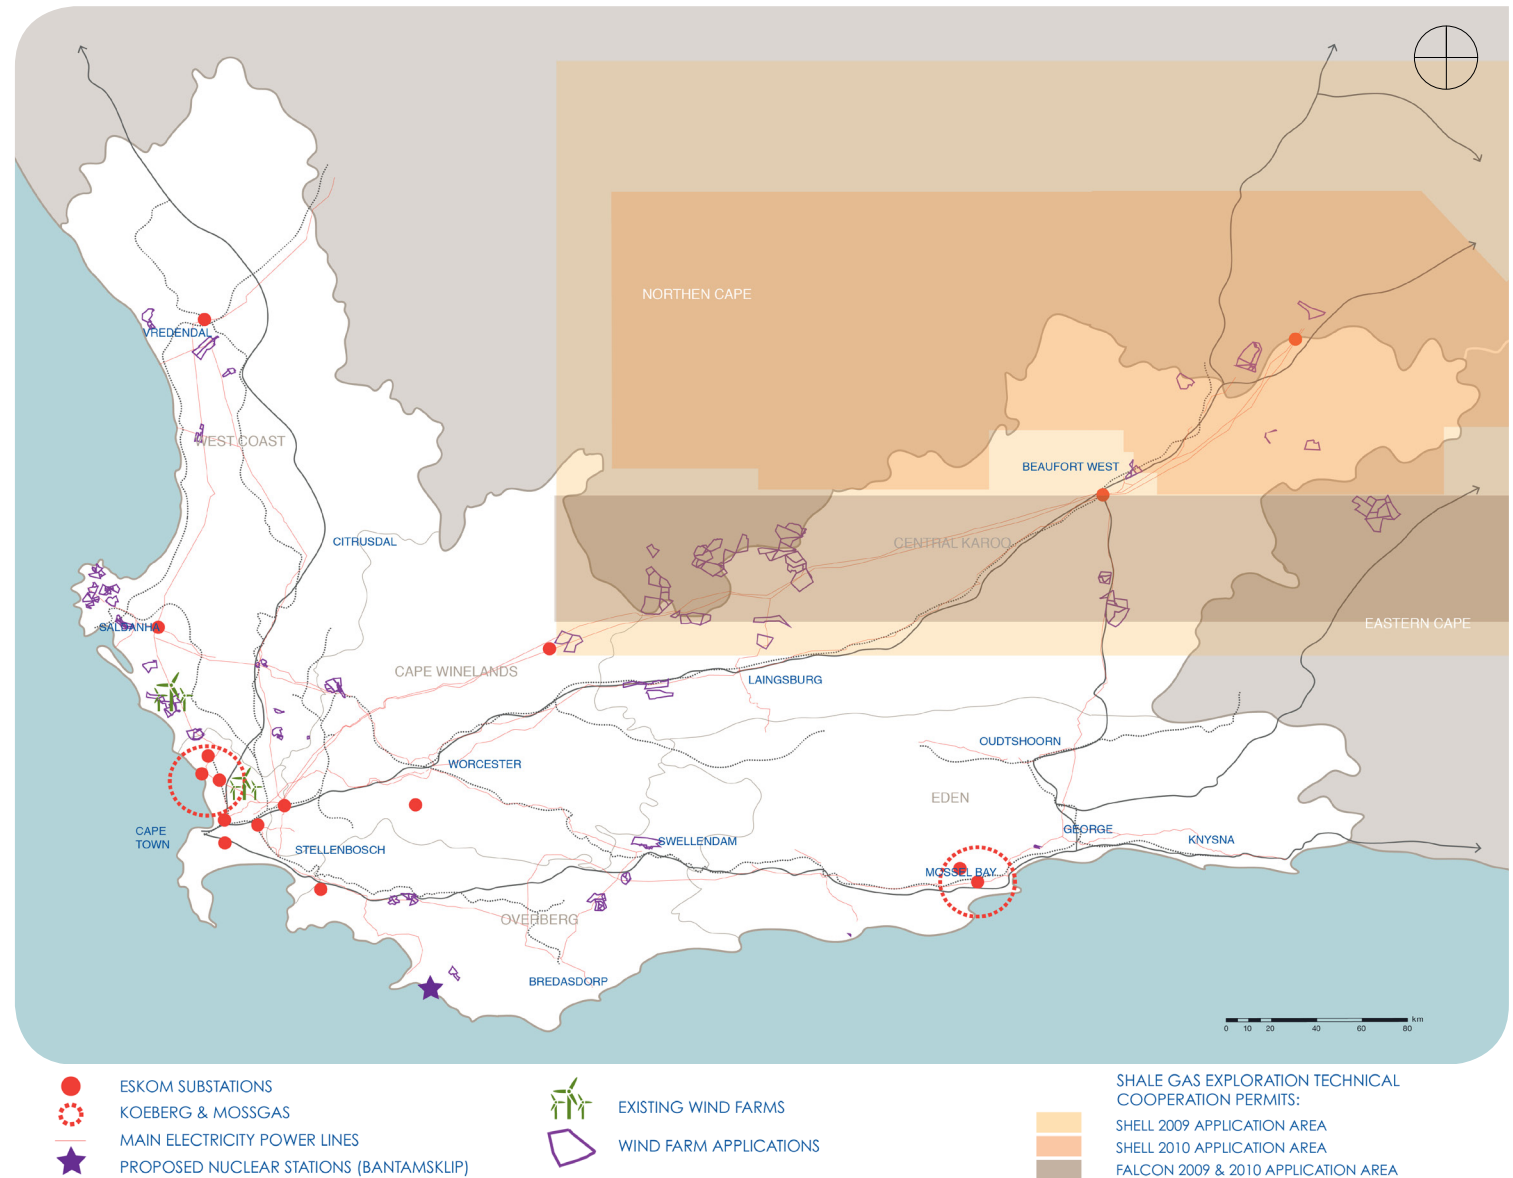 NORTHEN CAPE
VREDENDAL
WEST COAST
BEAUFORT WEST
CITRUSDAL
CENTRAL KAROO
SALDANHA
EASTERN CAPE
CAPE WINELANDS
LAINGSBURG
OUDTSHOORN
WORCESTER
EDEN
CAPE
TOWN
GEORGE
KNYSNA
SWELLENDAM
STELLENBOSCH
MOSSEL BAY
OVERBERG
BREDASDORP
km
0 10 20 40 60 80
ESKOM SUBSTATIONS
KOEBERG & MOSSGAS
MAIN ELECTRICITY POWER LINES
PROPOSED NUCLEAR STATIONS (BANTAMSKLIP)
EXISTING WIND FARMS
WIND FARM APPLICATIONS
SHALE GAS EXPLORATION TECHNICAL
COOPERATION PERMITS:
SHELL 2009 APPLICATION AREA
SHELL 2010 APPLICATION AREA
FALCON 2009 & 2010 APPLICATION AREA